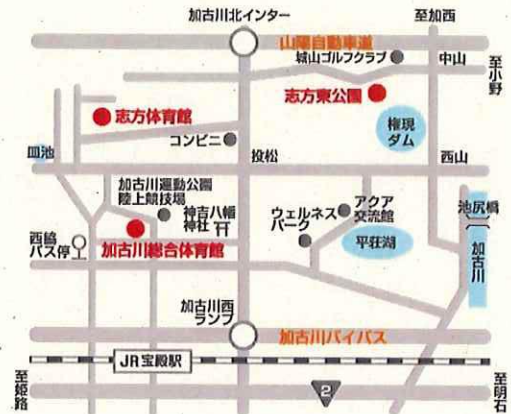 加古川北インター
至加西
山陽自動車道
城山ゴルフクラブ
中山
至小野
志方東公園
志方体育館
権現
ダム
コンビニ
皿池
投松
西山
加古川運動公園
陸上競技場
神吉八幡
神社
ウェルネス
パーク
アクア
交流館
池尻橋
西脇
バス停
加古川総合体育館
平荘湖
加古川
加古川西
ランプ
加古川バイパス
JR宝殿駅
至姫路
2
至明石